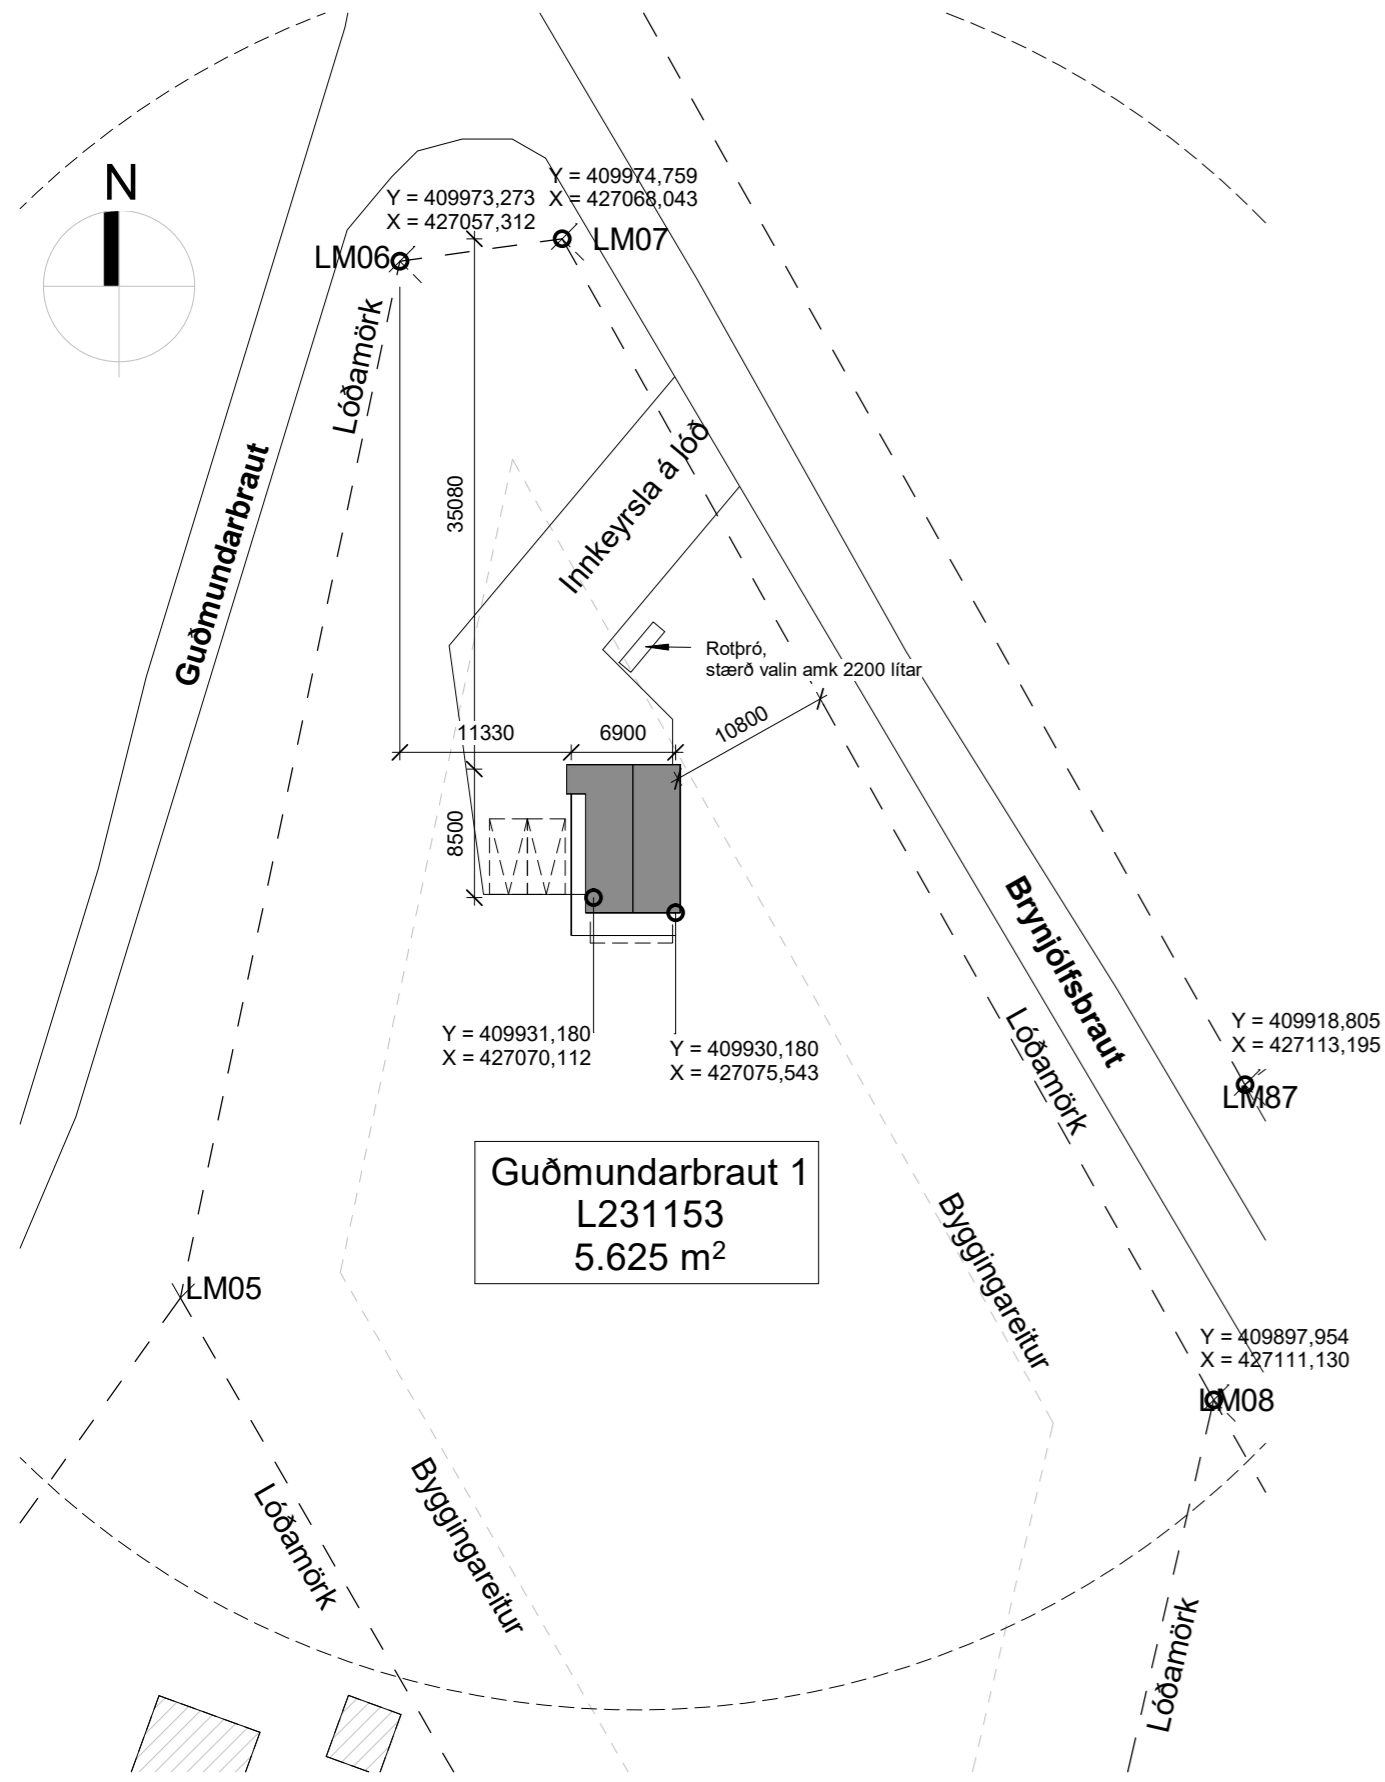 N
Y = 409974,759
X = 427068,043
Y = 409973,273
X = 427057,312
LM07
LM06
Lóðamörk
Guðmundarbraut
35080
Innkeyrsla á lóð
Rotþró,
stærð valin amk 2200 lítar
11330
6900
10800
8500
Brynjólfsbraut
Lóðamörk
Y = 409931,180
X = 427070,112
Y = 409930,180
X = 427075,543
Y = 409918,805
X = 427113,195
LM87
Guðmundarbraut 1
L231153
5.625 m²
Byggingareitur
LM05
Y = 409897,954
X = 427111,130
LM08
Lóðamörk
Byggingareitur
Lóðamörk